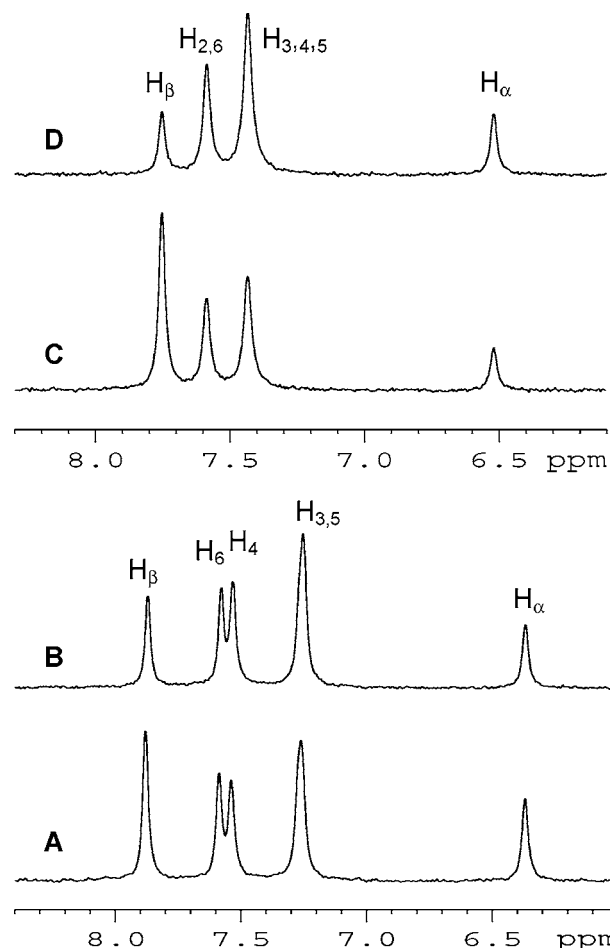 H2,6 H3,4,5
Hβ Hα
D
C
8.0 7.5 7.0 6.5 ppm
H3,5
H6 H4
Hβ Hα
B
A
8.0 7.5 7.0 6.5 ppm